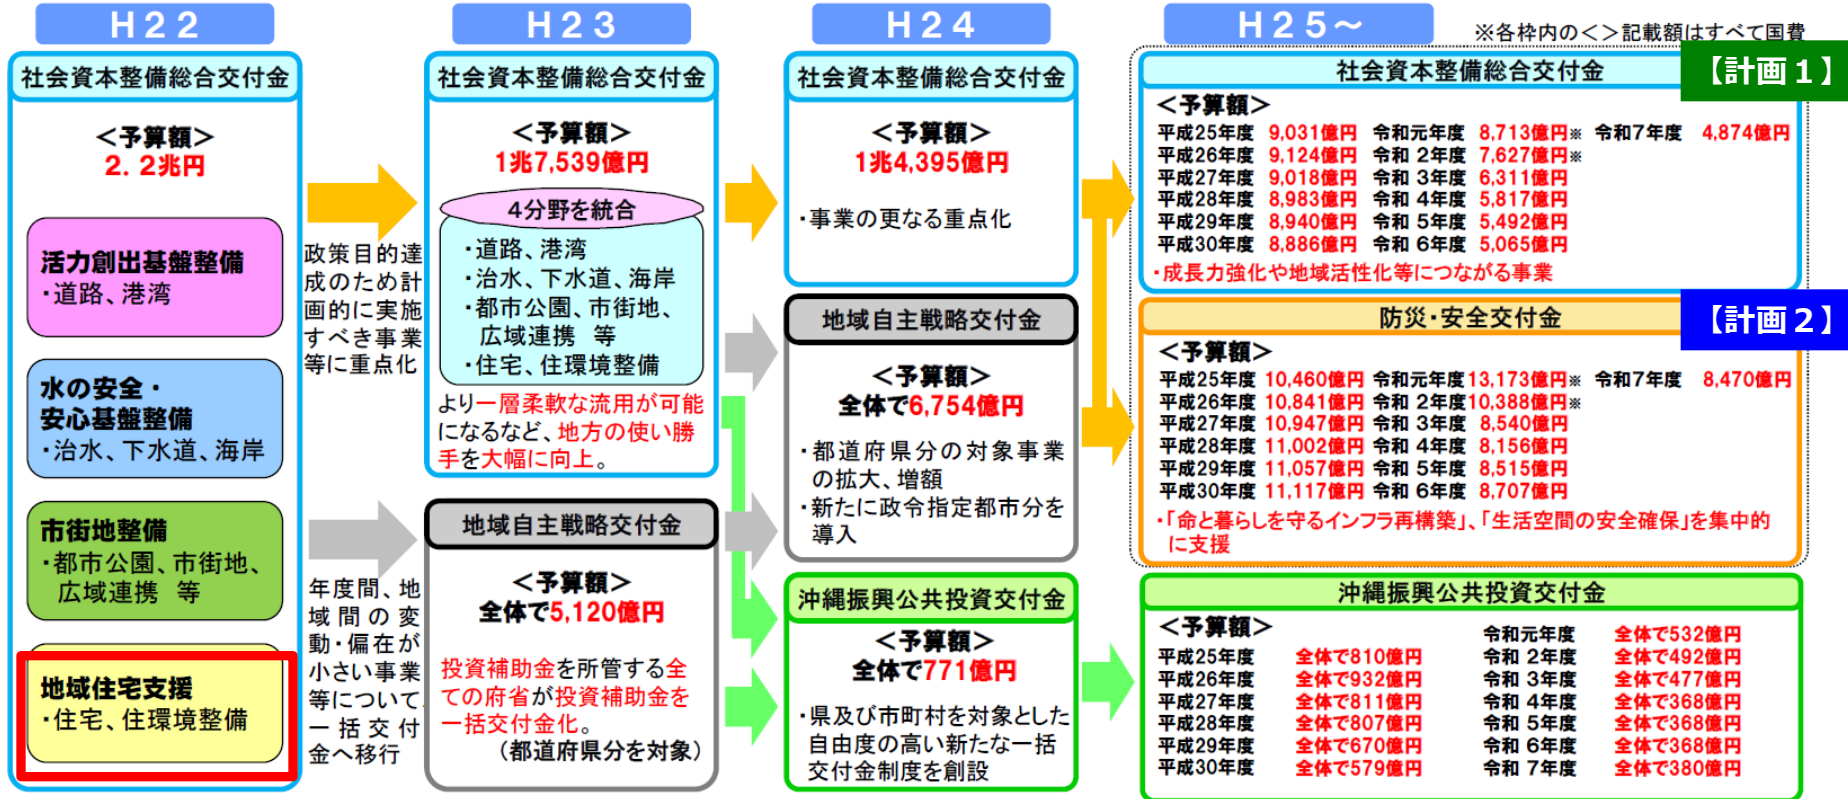 H22
社会資本整備総合交付金
＜予算額＞
2．2兆円
活力創出基盤整備
・道路、港湾
水の安全・
安心基盤整備
・治水、下水道、海岸
市街地整備
・都市公園、市街地、
広域連携 等
地域住宅支援
・住宅、住環境整備
政策目的達
成のため計
画的に実施
すべき事業
等に重点化
年度間、地
域間の変
動・偏在が
小さい事業
等について、
一括交付
金へ移行
H23
社会資本整備総合交付金
＜予算額＞
1兆7,539億円
4分野を統合
・道路、港湾
・治水、下水道、海岸
・都市公園、市街地、
広域連携 等
・住宅、住環境整備
より一層柔軟な流用が可能
になるなど、地方の使い勝
手を大幅に向上。
地域自主戦略交付金
＜予算額＞
全体で5,120億円
投資補助金を所管する全
ての府省が投資補助金を
一括交付金化。
（都道府県分を対象）
H24
社会資本整備総合交付金
＜予算額＞
1兆4,395億円
・事業の更なる重点化
地域自主戦略交付金
＜予算額＞
全体で6,754億円
・都道府県分の対象事業
の拡大、増額
・新たに政令指定都市分を
導入
沖縄振興公共投資交付金
＜予算額＞
全体で771億円
・県及び市町村を対象とした
自由度の高い新たな一括
交付金制度を創設
H25～
※各枠内の＜＞記載額はすべて国費
社会資本整備総合交付金
【計画1】
＜予算額＞
平成25年度 9,031億円 令和元年度 8,713億円※ 令和7年度 4,874億円
平成26年度 9,124億円 令和 2年度 7,627億円※
平成27年度 9,018億円 令和 3年度 6,311億円
平成28年度 8,983億円 令和 4年度 5,817億円
平成29年度 8,940億円 令和 5年度 5,492億円
平成30年度 8,886億円 令和 6年度 5,065億円
・成長力強化や地域活性化等につながる事業
防災・安全交付金
【計画2】
＜予算額＞
平成25年度 10,460億円 令和元年度 13,173億円※ 令和7年度 8,470億円
平成26年度 10,841億円 令和 2年度 10,388億円※
平成27年度 10,947億円 令和 3年度 8,540億円
平成28年度 11,002億円 令和 4年度 8,156億円
平成29年度 11,057億円 令和 5年度 8,515億円
平成30年度 11,117億円 令和 6年度 8,707億円
・「命と暮らしを守るインフラ再構築」、「生活空間の安全確保」を集中的
に支援
沖縄振興公共投資交付金
＜予算額＞
令和元年度 全体で532億円
平成25年度 全体で810億円 令和 2年度 全体で492億円
平成26年度 全体で932億円 令和 3年度 全体で477億円
平成27年度 全体で811億円 令和 4年度 全体で368億円
平成28年度 全体で807億円 令和 5年度 全体で368億円
平成29年度 全体で670億円 令和 6年度 全体で368億円
平成30年度 全体で579億円 令和 7年度 全体で380億円